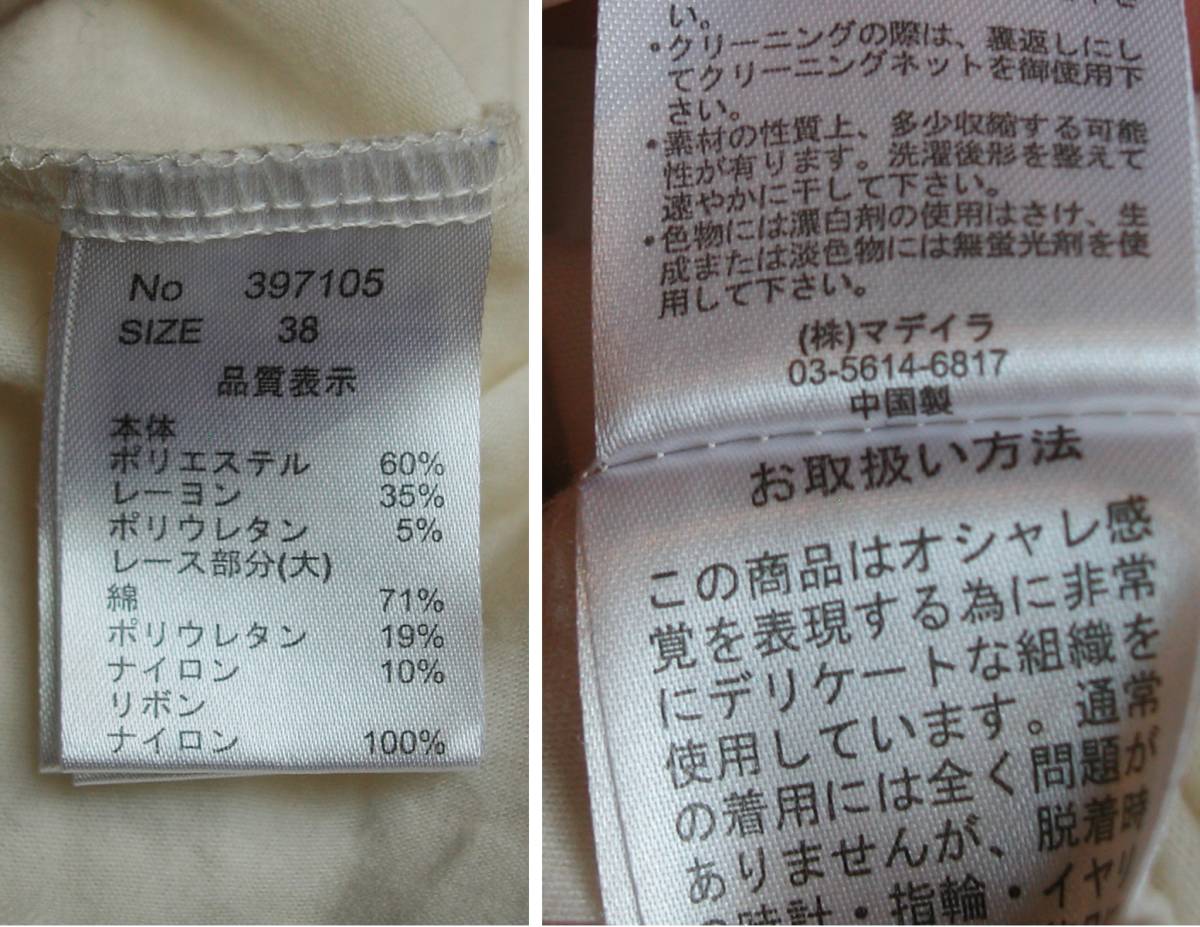 No 397105
SIZE 38
品質表示
本体
ポリエステル 60%
レーヨン 35%
ポリウレタン 5%
レース部分(大)
綿 71%
ポリウレタン 19%
ナイロン 10%
リボン
ナイロン 100%
い。
・クリーニングの際は、裏返しにし
てクリーニングネットを御使用下
さい。
・素材の性質上、多少収縮する可能
性が有ります。洗濯後形を整えて
速やかに干して下さい。
・色物には漂白剤の使用はさけ、生
成または淡色物には無蛍光剤を使
用して下さい。
(株)マデイラ
03-5614-6817
中国製
お取扱い方法
この商品はオシャレ感
覚を表現する為に非常
にデリケートな組織を
使用しています。通常
の着用には全く問題が
ありませんが、脱着時
の時計・指輪・イヤリ